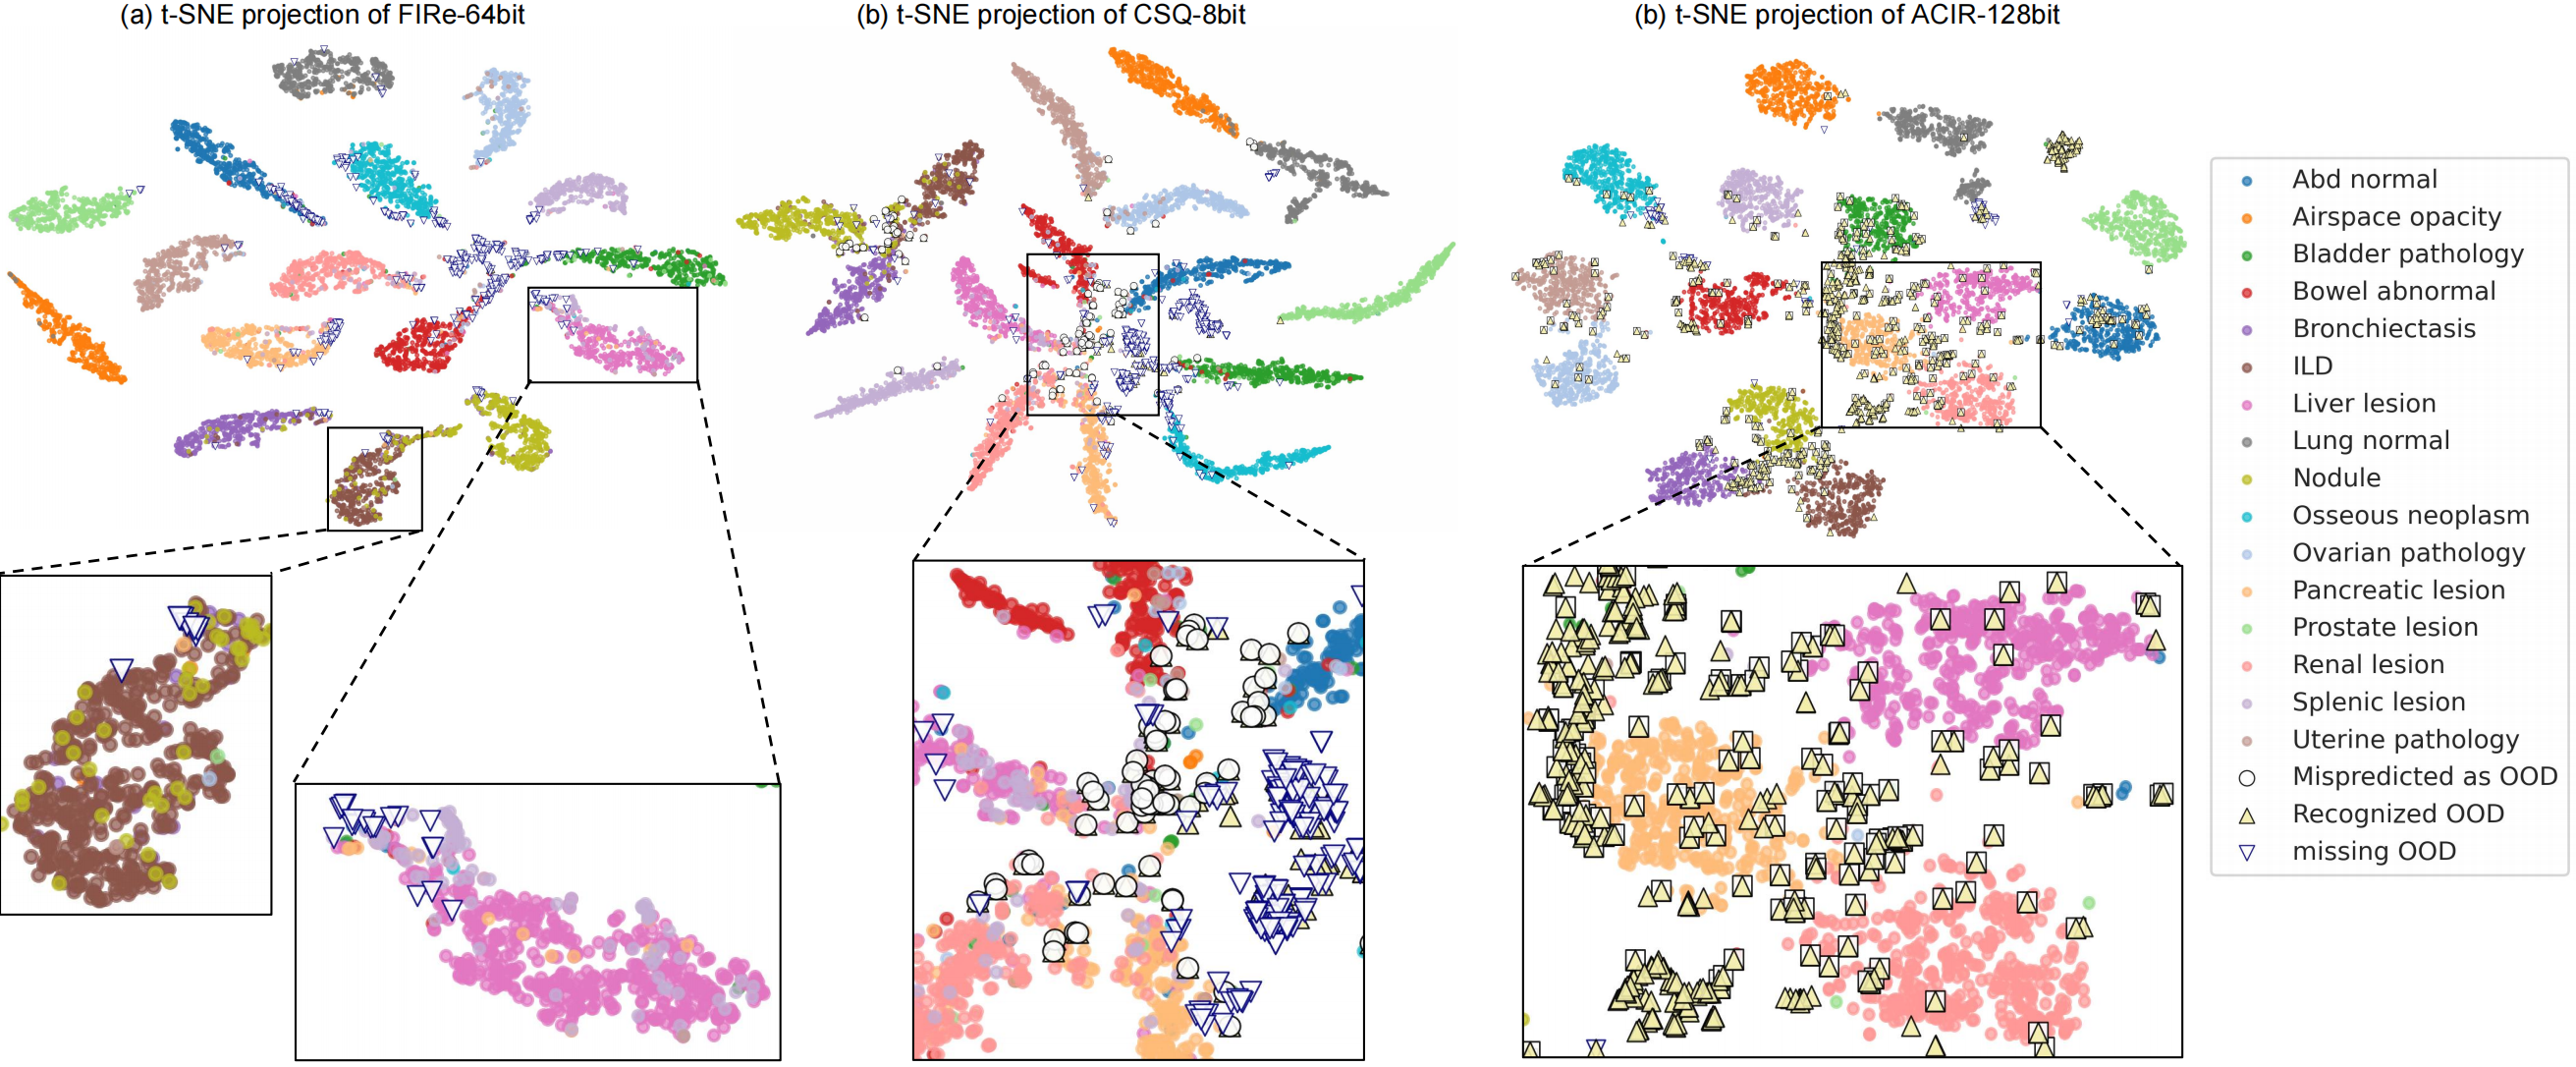 (a) t-SNE projection of FIRe-64bit
(b) t-SNE projection of CSQ-8bit
(b) t-SNE projection of ACIR-128bit
Abd normal
Airspace opacity
Bladder pathology
Bowel abnormal
Bronchiectasis
ILD
Liver lesion
Lung normal
Nodule
Osseous neoplasm
Ovarian pathology
Pancreatic lesion
Prostate lesion
Renal lesion
Splenic lesion
Uterine pathology
Mispredicted as OOD
Recognized OOD
missing OOD